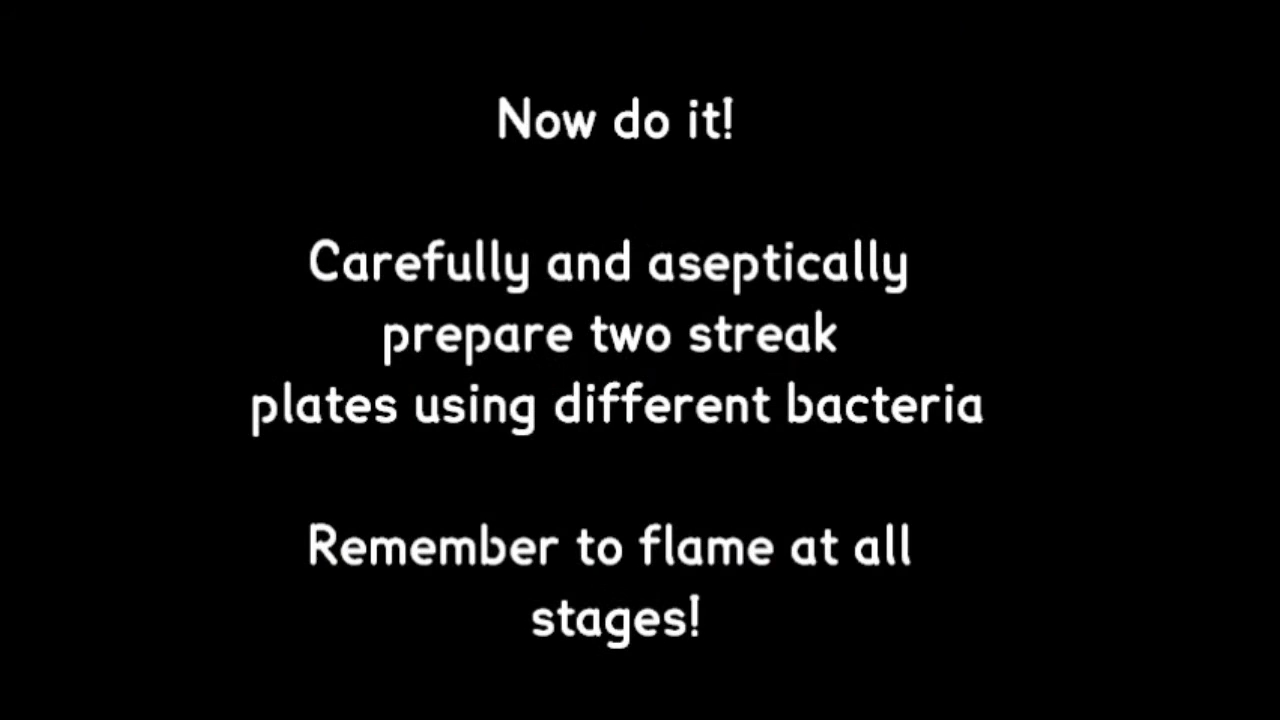 Now do it!
Carefully and aseptically
prepare two streak
plates using different bacteria
Remember to flame at all
stages!